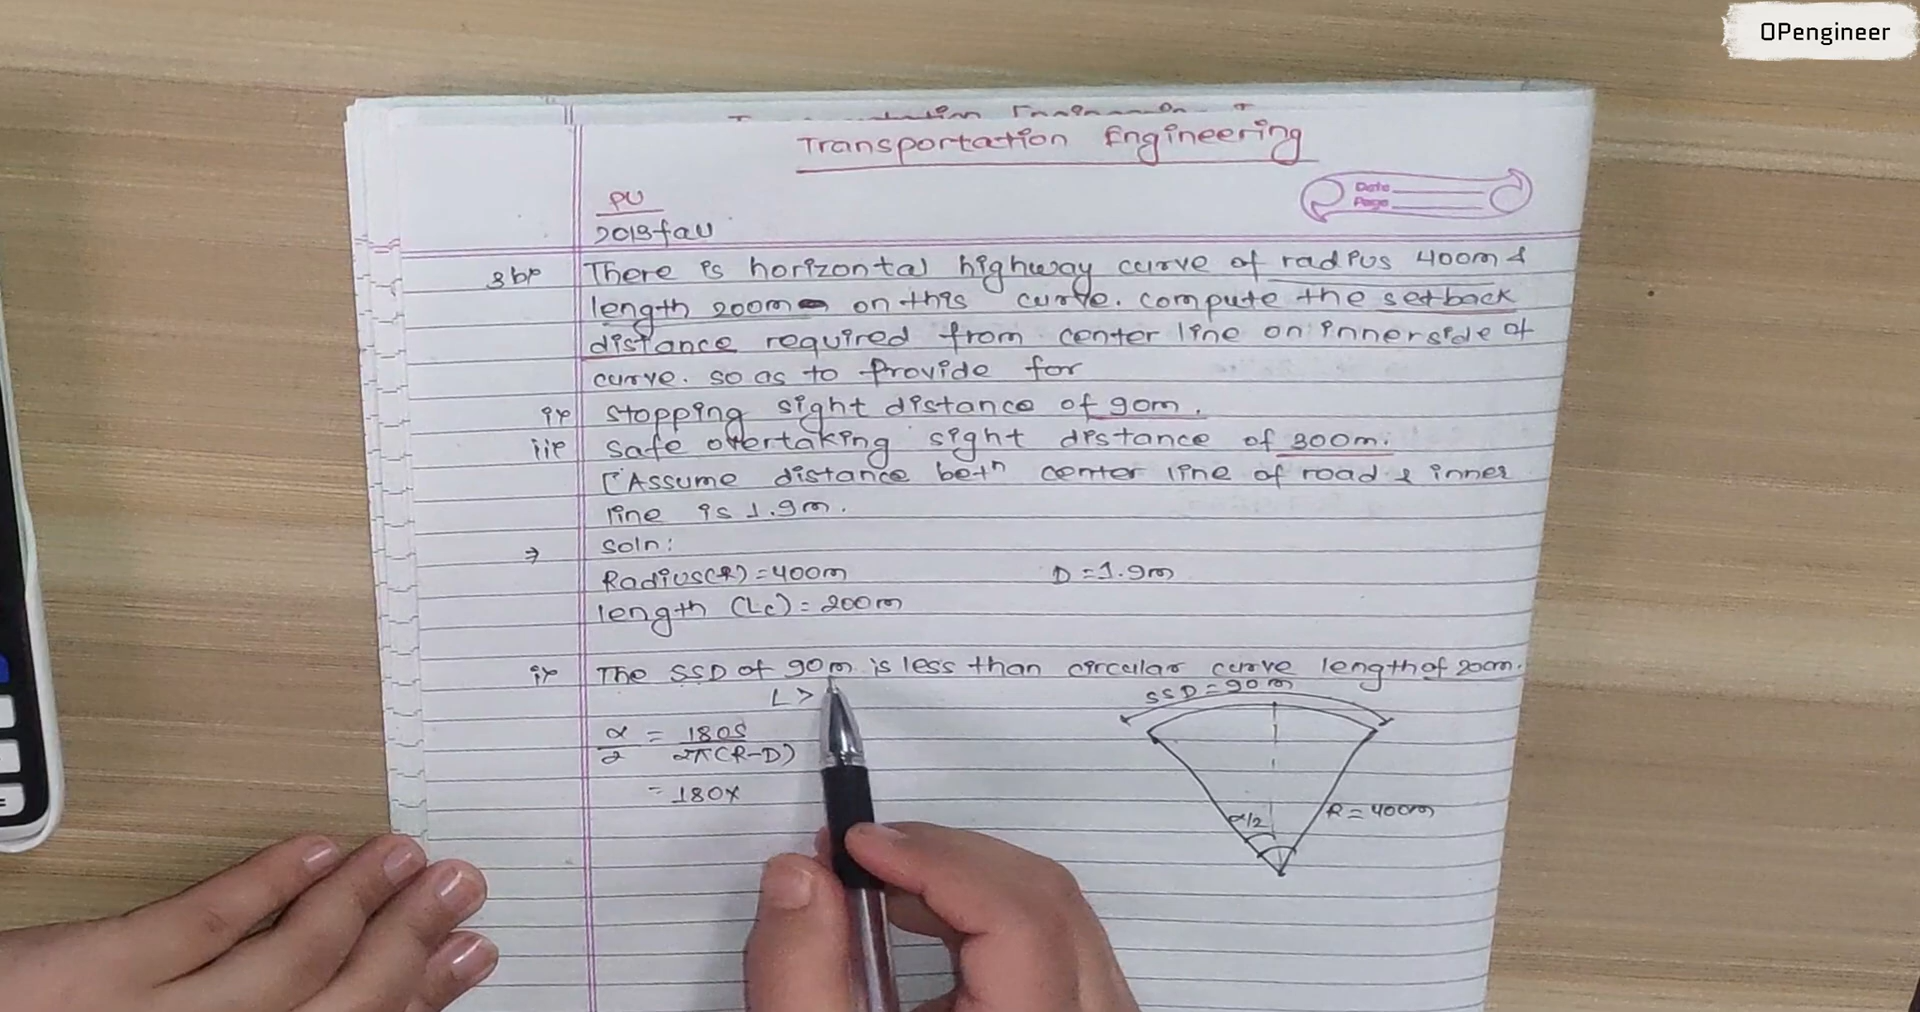 OPengineer
Transportation Engineering
Date
Page
PU
2019 fall
3b) There is horizontal highway curve of radius 400m &
length 200m on this curve. compute the setback
distance required from center line on inner side of
curve. so as to provide for
i) stopping sight distance of 90m.
ii) safe overtaking sight distance of 300m.
[Assume distance betn center line of road & inner
line is 1.9m.
⇒ Soln:
Radius(R) = 400m D = 1.9m
length (Lc) = 200m
i) The SSD of 90m is less than circular curve length of 200m.
L >
SSD = 90m
α/2 = 180S / 2π(R-D)
= 180x
α/2
R = 400m